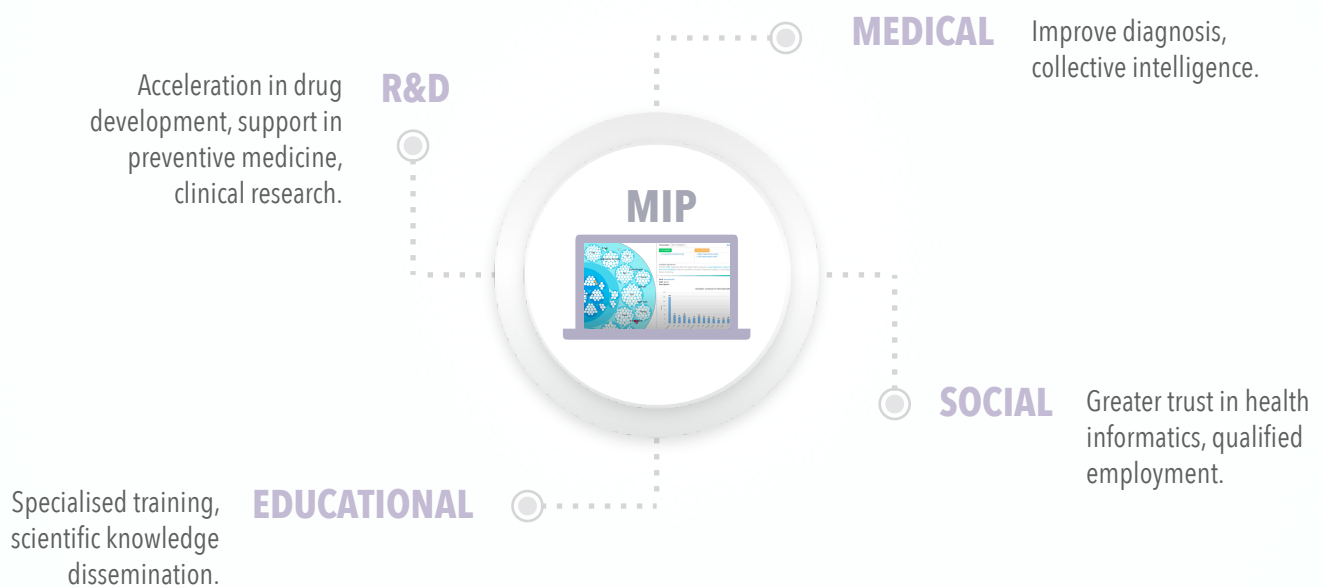 MEDICAL
Improve diagnosis,
collective intelligence.
R&D
Acceleration in drug
development, support in
preventive medicine,
clinical research.
MIP
SOCIAL
Greater trust in health
informatics, qualified
employment.
EDUCATIONAL
Specialised training,
scientific knowledge
dissemination.